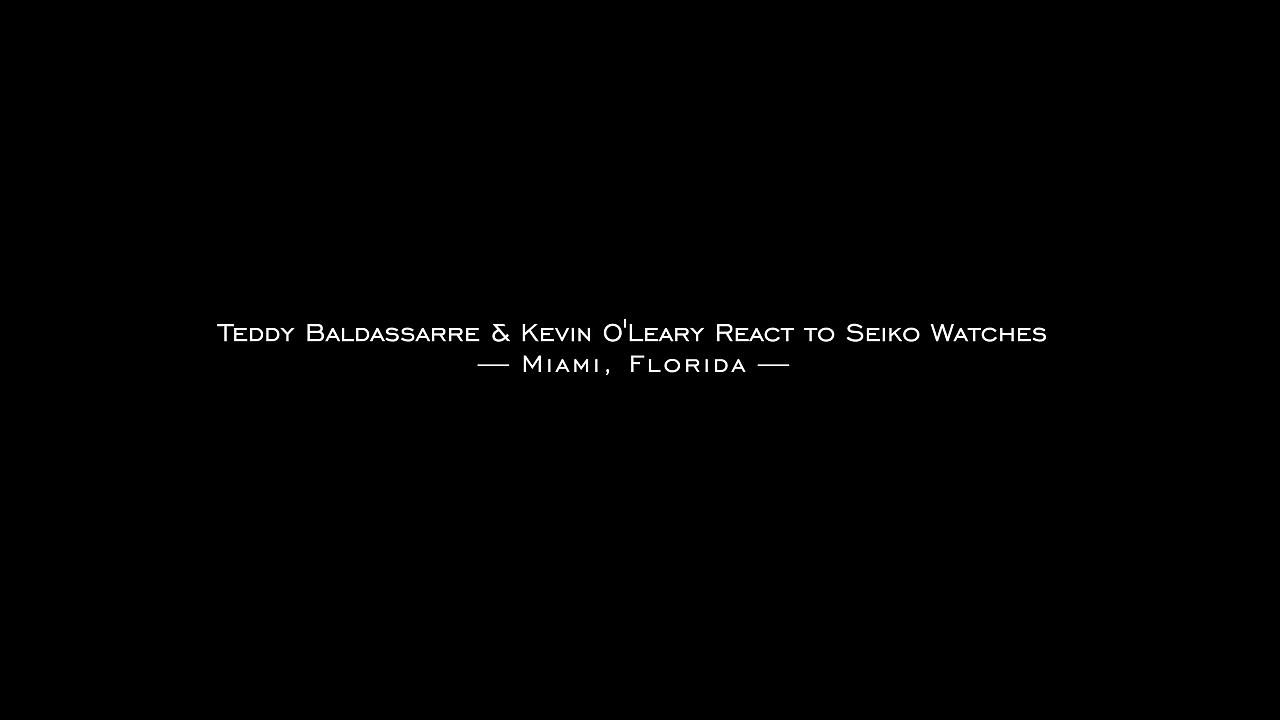 Teddy Baldassarre & Kevin O'Leary React to Seiko Watches
— Miami, Florida —